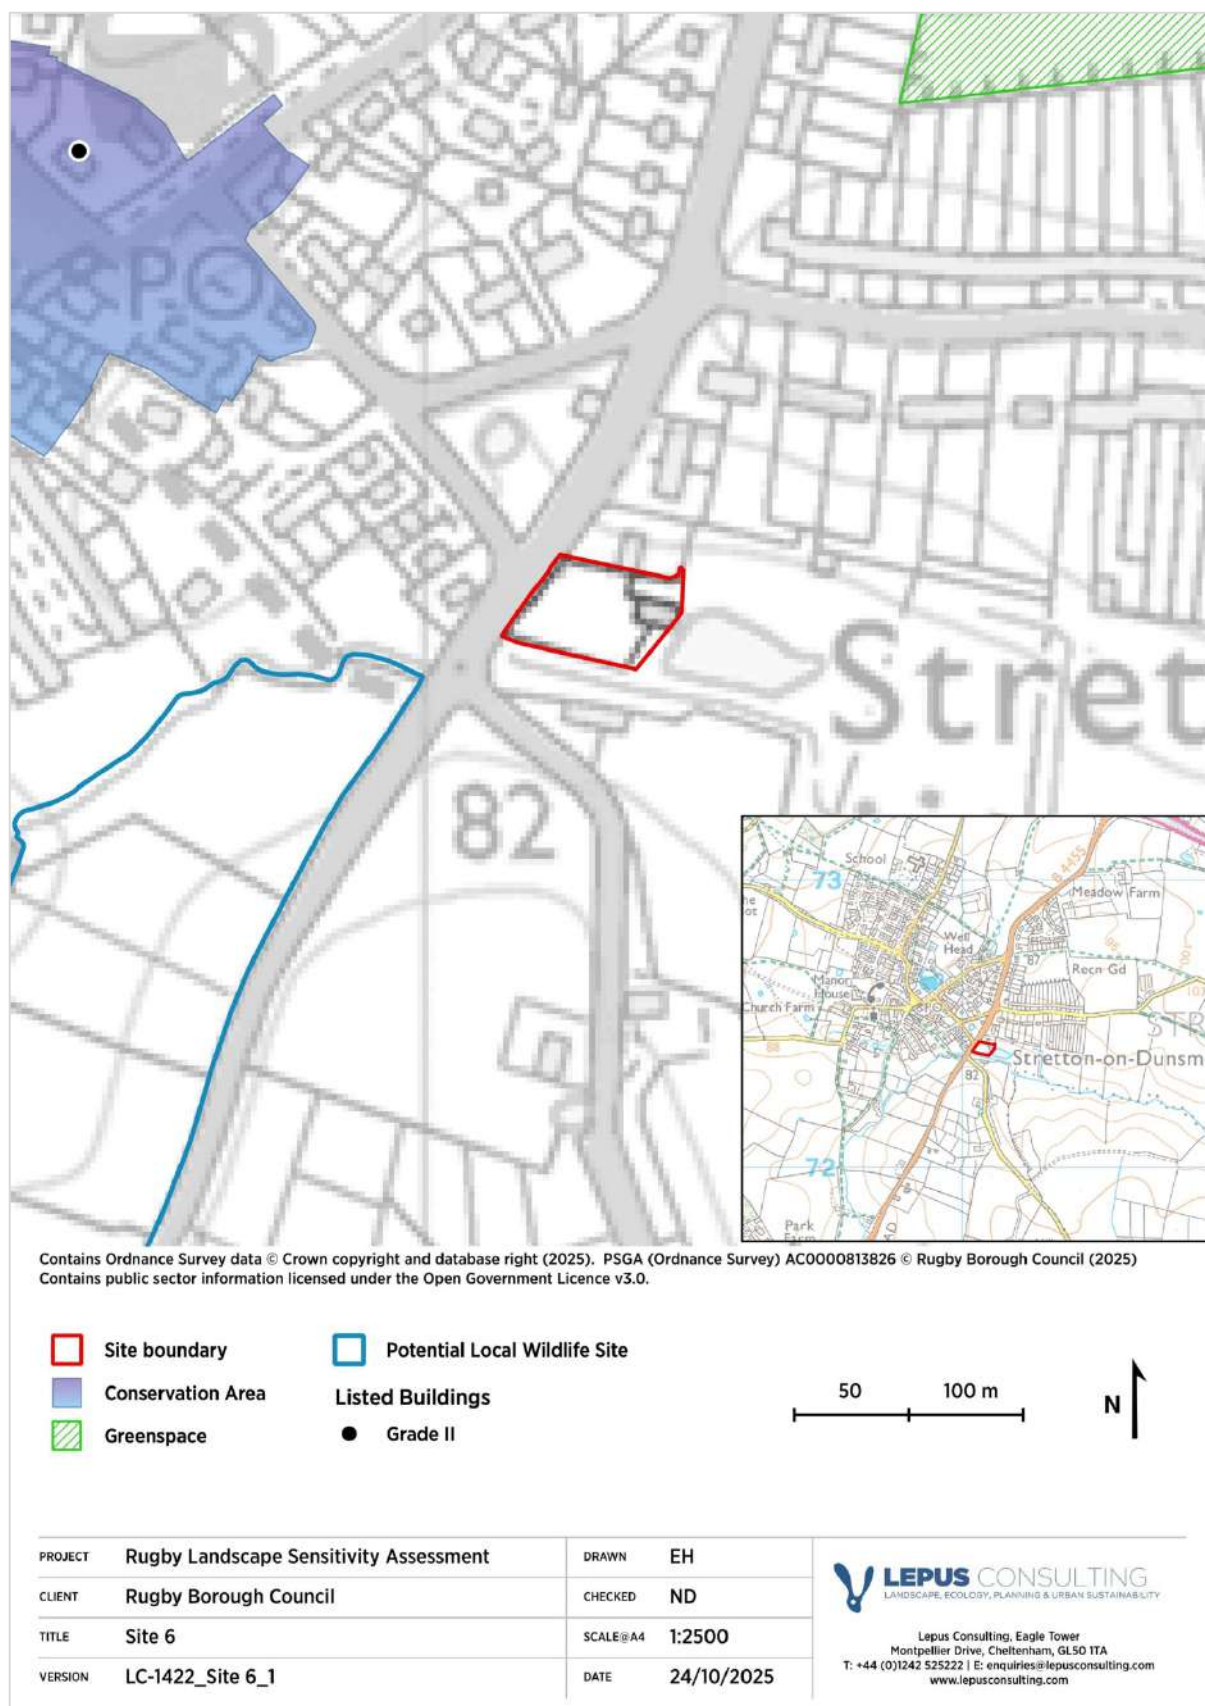 PO
Stret
82
School
73
B 4455
Meadow Farm
Well
Head
87
Recn Gd
Manor
House
Church Farm
STR
Stretton-on-Dunsm
82
72
Park
Farm
Contains Ordnance Survey data © Crown copyright and database right (2025). PSGA (Ordnance Survey) AC0000813826 © Rugby Borough Council (2025)
Contains public sector information licensed under the Open Government Licence v3.0.
Site boundary
Potential Local Wildlife Site
Conservation Area
Listed Buildings
Greenspace
Grade II
50 100 m
N
PROJECT Rugby Landscape Sensitivity Assessment
DRAWN EH
CLIENT Rugby Borough Council
CHECKED ND
TITLE Site 6
SCALE@A4 1:2500
VERSION LC-1422_Site 6_1
DATE 24/10/2025
LEPUS CONSULTING
LANDSCAPE, ECOLOGY, PLANNING & URBAN SUSTAINABILITY
Lepus Consulting, Eagle Tower
Montpellier Drive, Cheltenham, GL50 1TA
T: +44 (0)1242 525222 | E: enquiries@lepusconsulting.com
www.lepusconsulting.com